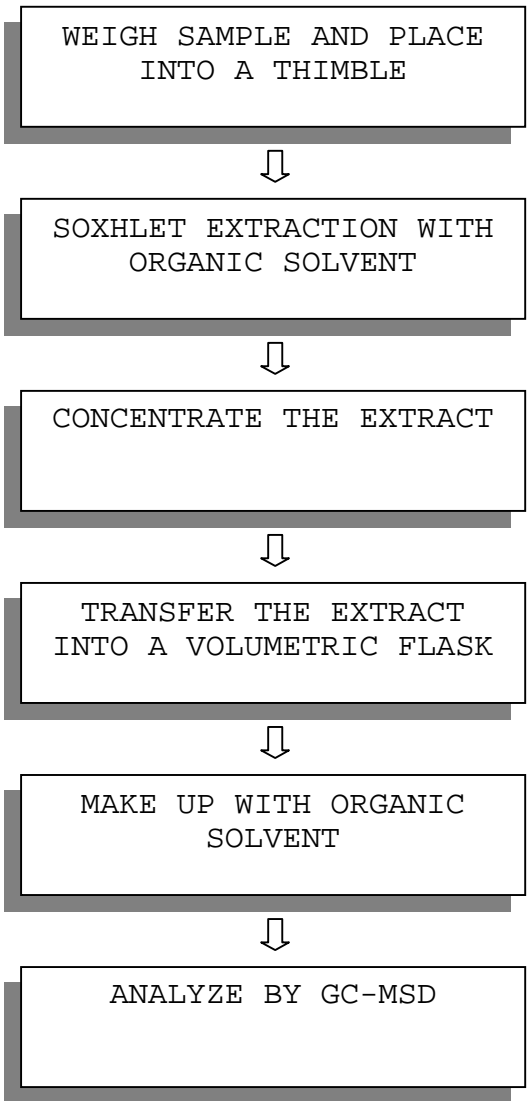 WEIGH SAMPLE AND PLACE
INTO A THIMBLE
SOXHLET EXTRACTION WITH
ORGANIC SOLVENT
CONCENTRATE THE EXTRACT
TRANSFER THE EXTRACT
INTO A VOLUMETRIC FLASK
MAKE UP WITH ORGANIC
SOLVENT
ANALYZE BY GC-MSD